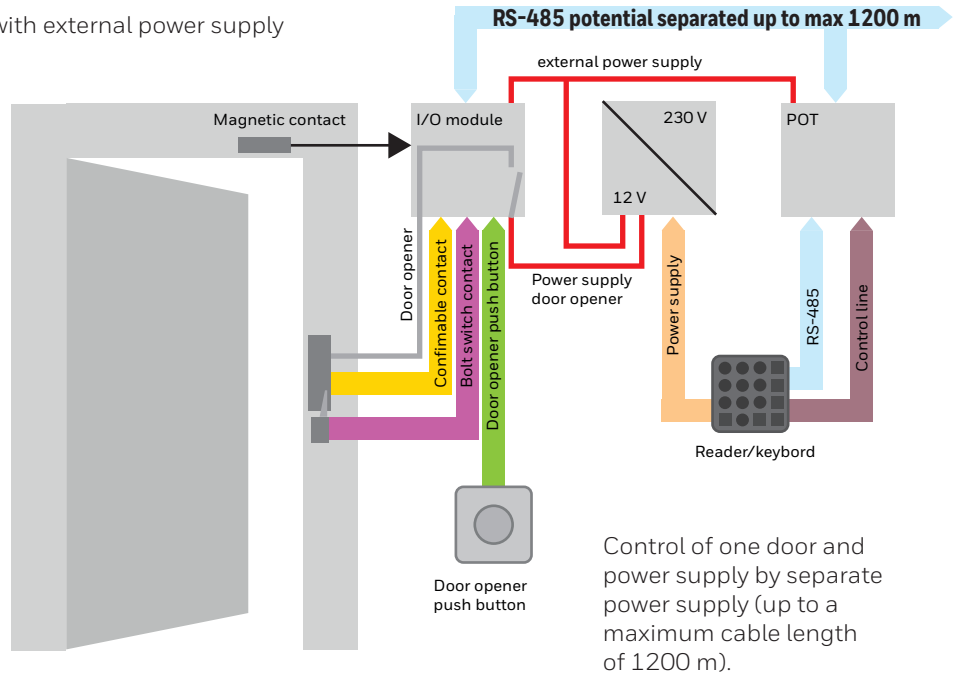 with external power supply
RS-485 potential separated up to max 1200 m
external power supply
Magnetic contact
I/O module
230 V
12 V
POT
Door opener
Confimable contact
Bolt switch contact
Door opener push button
Power supply
door opener
Power supply
RS-485
Control line
Reader/keybord
Door opener
push button
Control of one door and
power supply by separate
power supply (up to a
maximum cable length
of 1200 m).